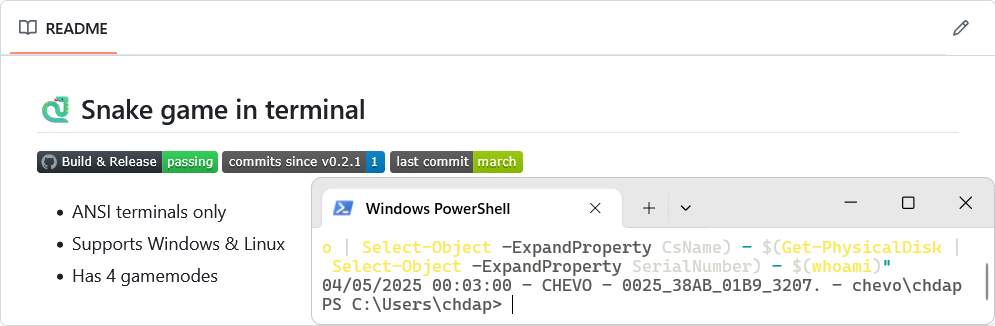 README
Snake game in terminal
Build & Release passing commits since v0.2.1 1 last commit march
ANSI terminals only
Supports Windows & Linux
Has 4 gamemodes
Windows PowerShell
o | Select-Object -ExpandProperty CsName) - $(Get-PhysicalDisk |
Select-Object -ExpandProperty SerialNumber) - $(whoami)"
04/05/2025 00:03:00 - CHEVO - 0025_38AB_01B9_3207. - chevo\chdap
PS C:\Users\chdap>